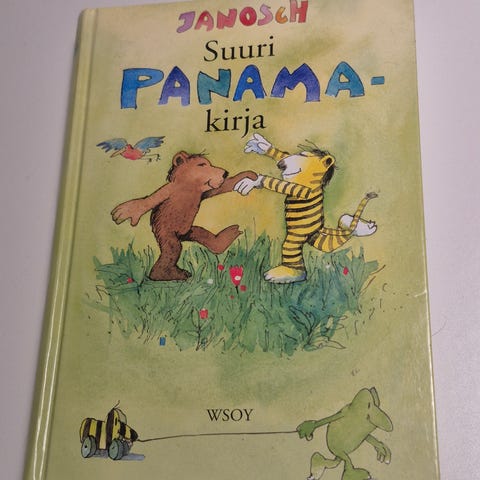 JANOSCH
Suuri
PANAMA-
kirja
WSOY